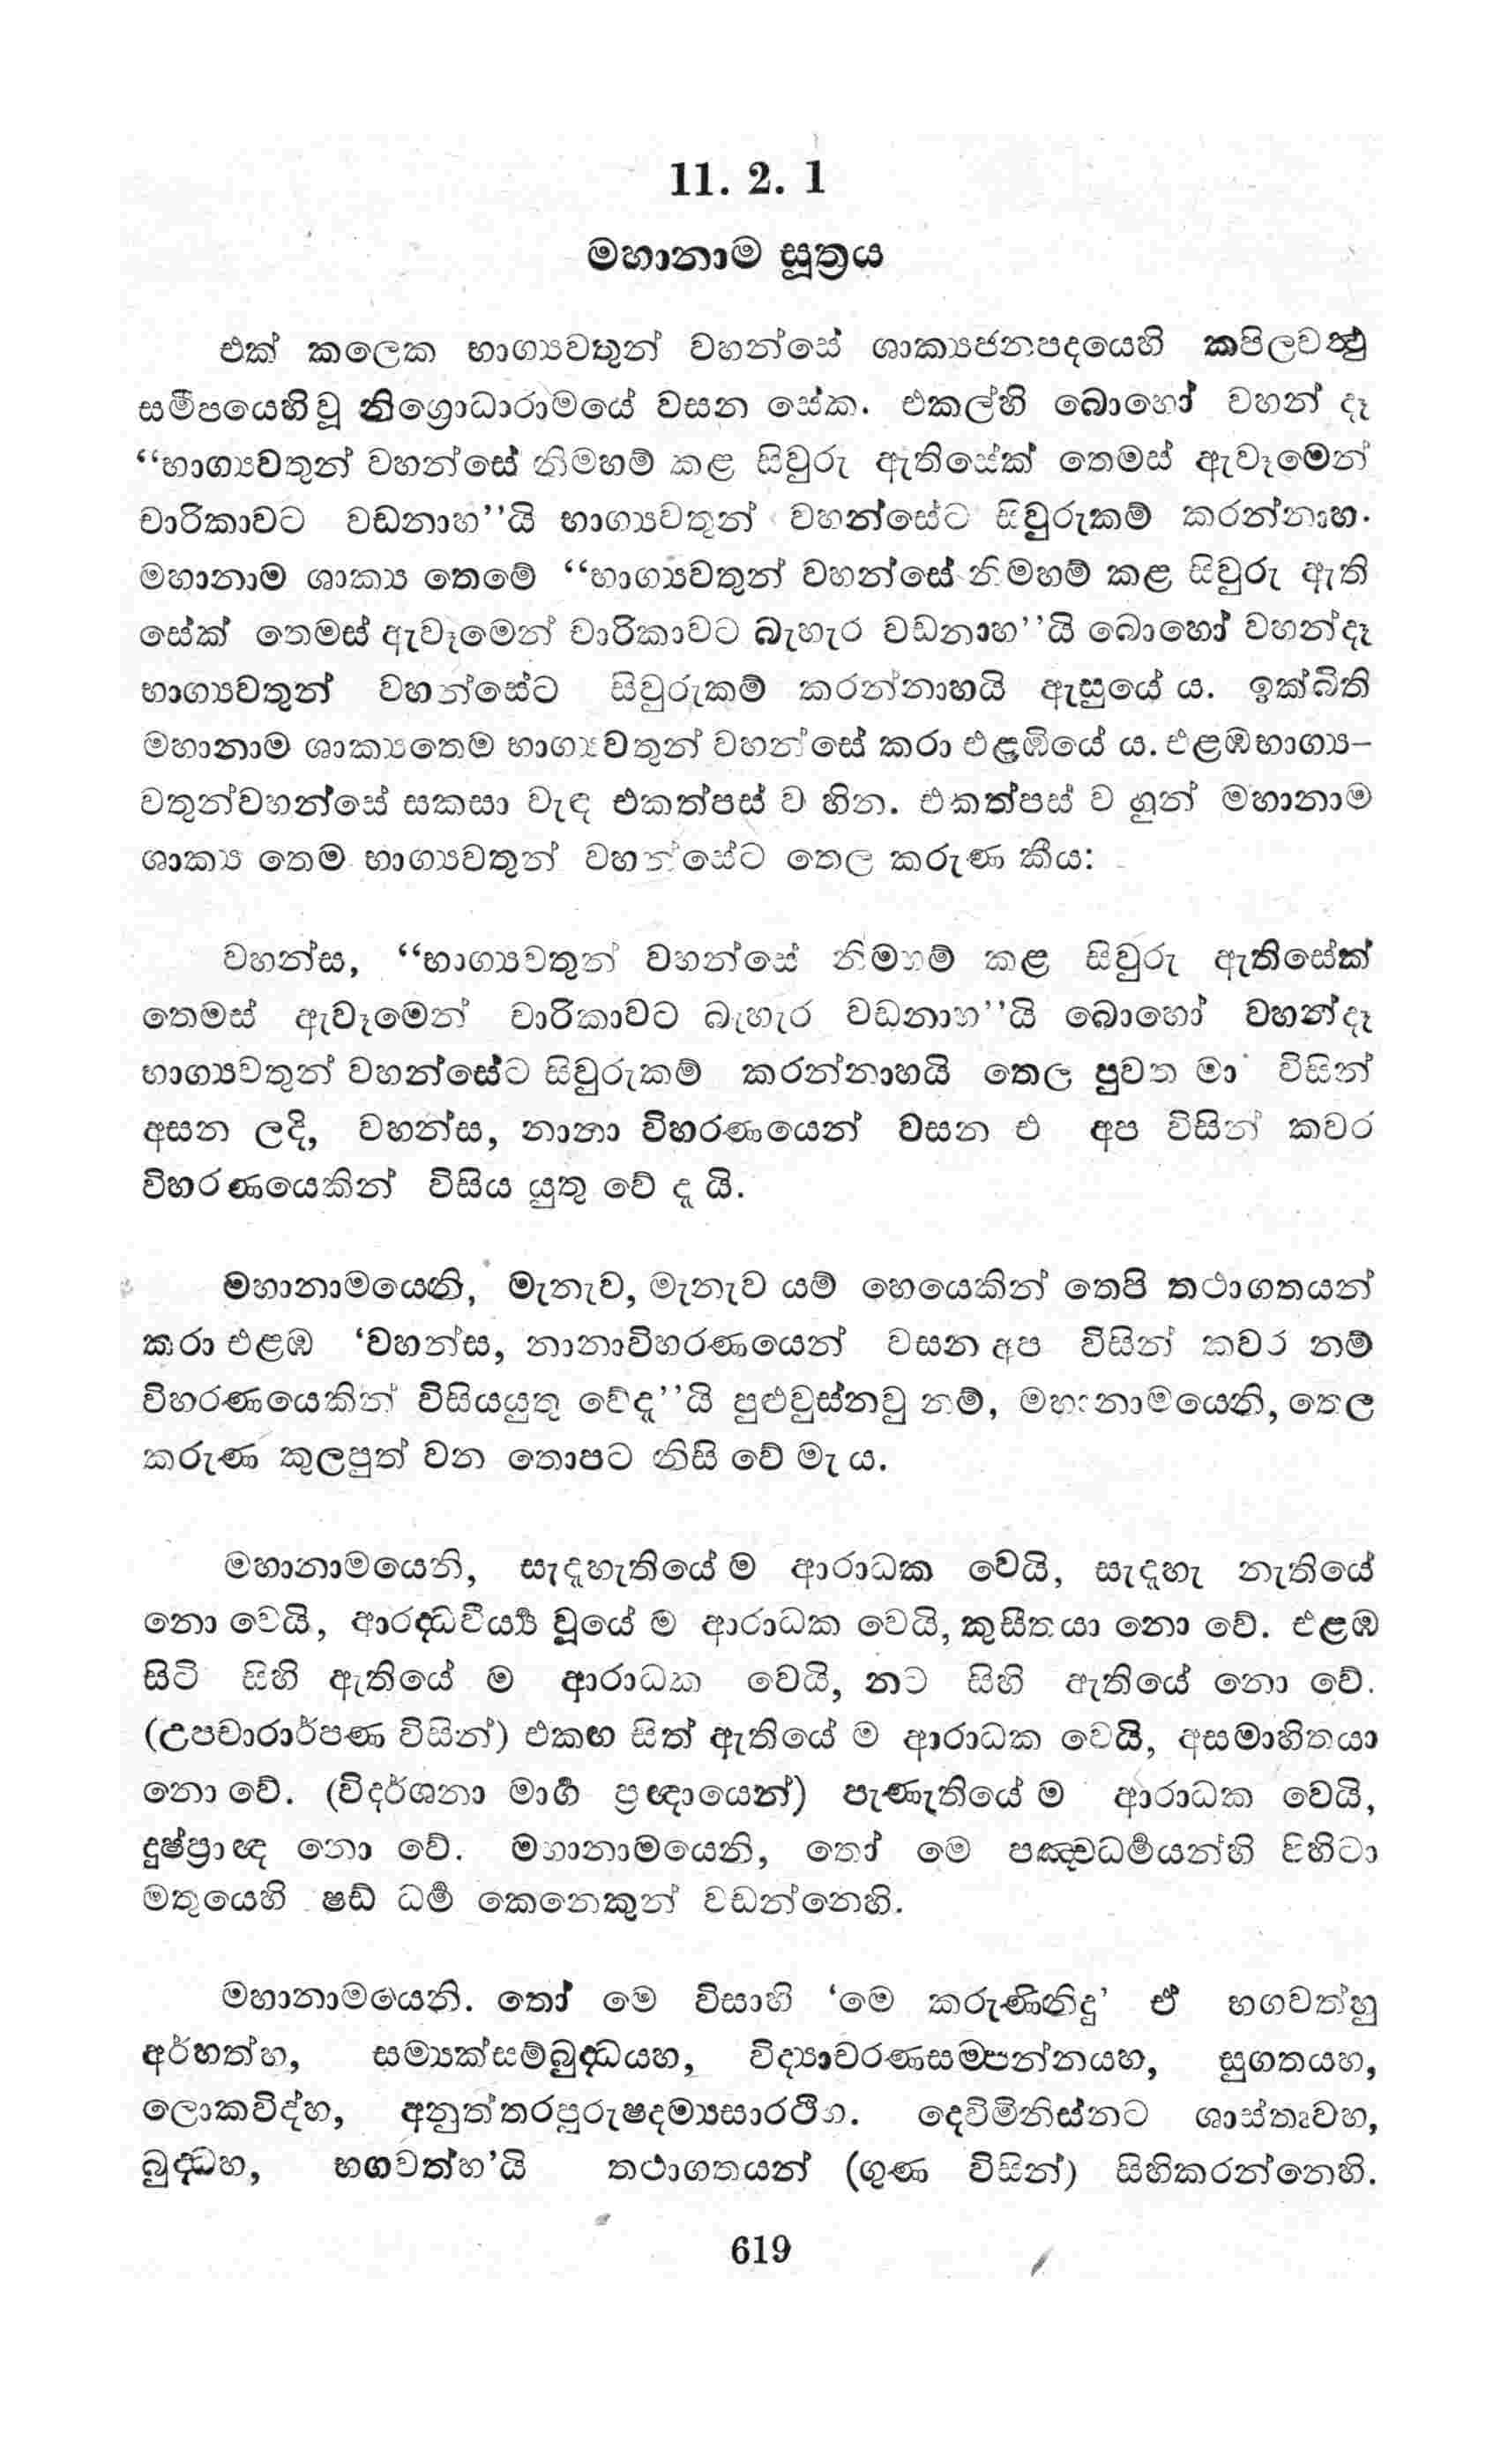 11. 2. 1
මහානාම සූත්‍රය
එක් කලෙක භාග්‍යවතුන් වහන්සේ ශාක්‍යජනපදයෙහි කපිලවත්‍ථු
සමීපයෙහි වූ නිග්‍රොධාරාමයේ වසන සේක. එකල්හි බොහෝ වහන් දෑ
“භාග්‍යවතුන් වහන්සේ නිමහම් කළ සිවුරු ඇතිසේක් තෙමස් ඇවෑමෙන්
චාරිකාවට වඩනාහ”යි භාග්‍යවතුන් වහන්සේට සිවුරුකම් කරන්නාහ.
මහානාම ශාක්‍ය තෙමේ “භාග්‍යවතුන් වහන්සේ නිමහම් කළ සිවුරු ඇති
සේක් තෙමස් ඇවෑමෙන් චාරිකාවට බැහැර වඩනාහ”යි බොහෝ වහන්දෑ
භාග්‍යවතුන් වහන්සේට සිවුරුකම් කරන්නාහයි ඇසුයේ ය. ඉක්බිති
මහානාම ශාක්‍යතෙම භාග්‍යවතුන් වහන්සේ කරා එළැඹියේ ය. එළඹ භාග්‍ය–
වතුන්වහන්සේ සකසා වැඳ එකත්පස් ව හින. එකත්පස් ව හුන් මහානාම
ශාක්‍ය තෙම භාග්‍යවතුන් වහන්සේට තෙල කරුණ කීය:
වහන්ස, “භාග්‍යවතුන් වහන්සේ නිමහම් කළ සිවුරු ඇතිසේක්
තෙමස් ඇවෑමෙන් චාරිකාවට බැහැර වඩනාහ”යි බොහෝ වහන්දෑ
භාග්‍යවතුන් වහන්සේට සිවුරුකම් කරන්නාහයි තෙල පුවත මා විසින්
අසන ලදි, වහන්ස, නානා විහරණයෙන් වසන එ අප විසින් කවර
විහරණයෙකින් විසිය යුතු වේ දැ යි.
මහානාමයෙනි, මැනැව, මැනැව යම් හෙයෙකින් තෙපි තථාගතයන්
කරා එළඹ ‘වහන්ස, නානාවිහරණයෙන් වසන අප විසින් කවර නම්
විහරණයෙකින් විසියයුතු වේදැ”යි පුළුවුස්නවු නම්, මහානාමයෙනි, තෙල
කරුණ කුලපුත් වන තොපට නිසි වේ මැ ය.
මහානාමයෙනි, සැදැහැතියේ ම ආරාධක වෙයි, සැදැහැ නැතියේ
නො වෙයි, ආරද්‍ධවීර්‍ය්‍ය වූයේ ම ආරාධක වෙයි, කුසීතයා නො වේ. එළඹ
සිටි සිහි ඇතියේ ම ආරාධක වෙයි, නට සිහි ඇතියේ නො වේ.
(උපචාරාර්පණ විසින්) එකඟ සිත් ඇතියේ ම ආරාධක වෙයි, අසමාහිතයා
නො වේ. (විදර්ශනා මාර්‍ග ප්‍රඥායෙන්) පැණැතියේ ම ආරාධක වෙයි,
දුෂ්ප්‍රාඥ නො වේ. මහානාමයෙනි, තෝ මෙ පඤ්චධර්‍මයන්හි පිහිටා
මතුයෙහි ෂඩ් ධර්‍ම කෙනෙකුන් වඩන්නෙහි.
මහානාමයෙනි. තෝ මෙ විසාහි ‘මෙ කරුණිනිදු’ ඒ භගවත්හු
අර්හත්හ, සම්‍යක්සම්බුද්‍ධයහ, විද්‍යාචරණසම්පන්නයහ, සුගතයහ,
ලොකවිද්හ, අනුත්තරපුරුෂදම්‍යසාරථිහ. දෙව්මිනිස්නට ශාස්තෘවහ,
බුද්‍ධහ, භගවත්හ’යි තථාගතයන් (ගුණ විසින්) සිහිකරන්නෙහි.
619